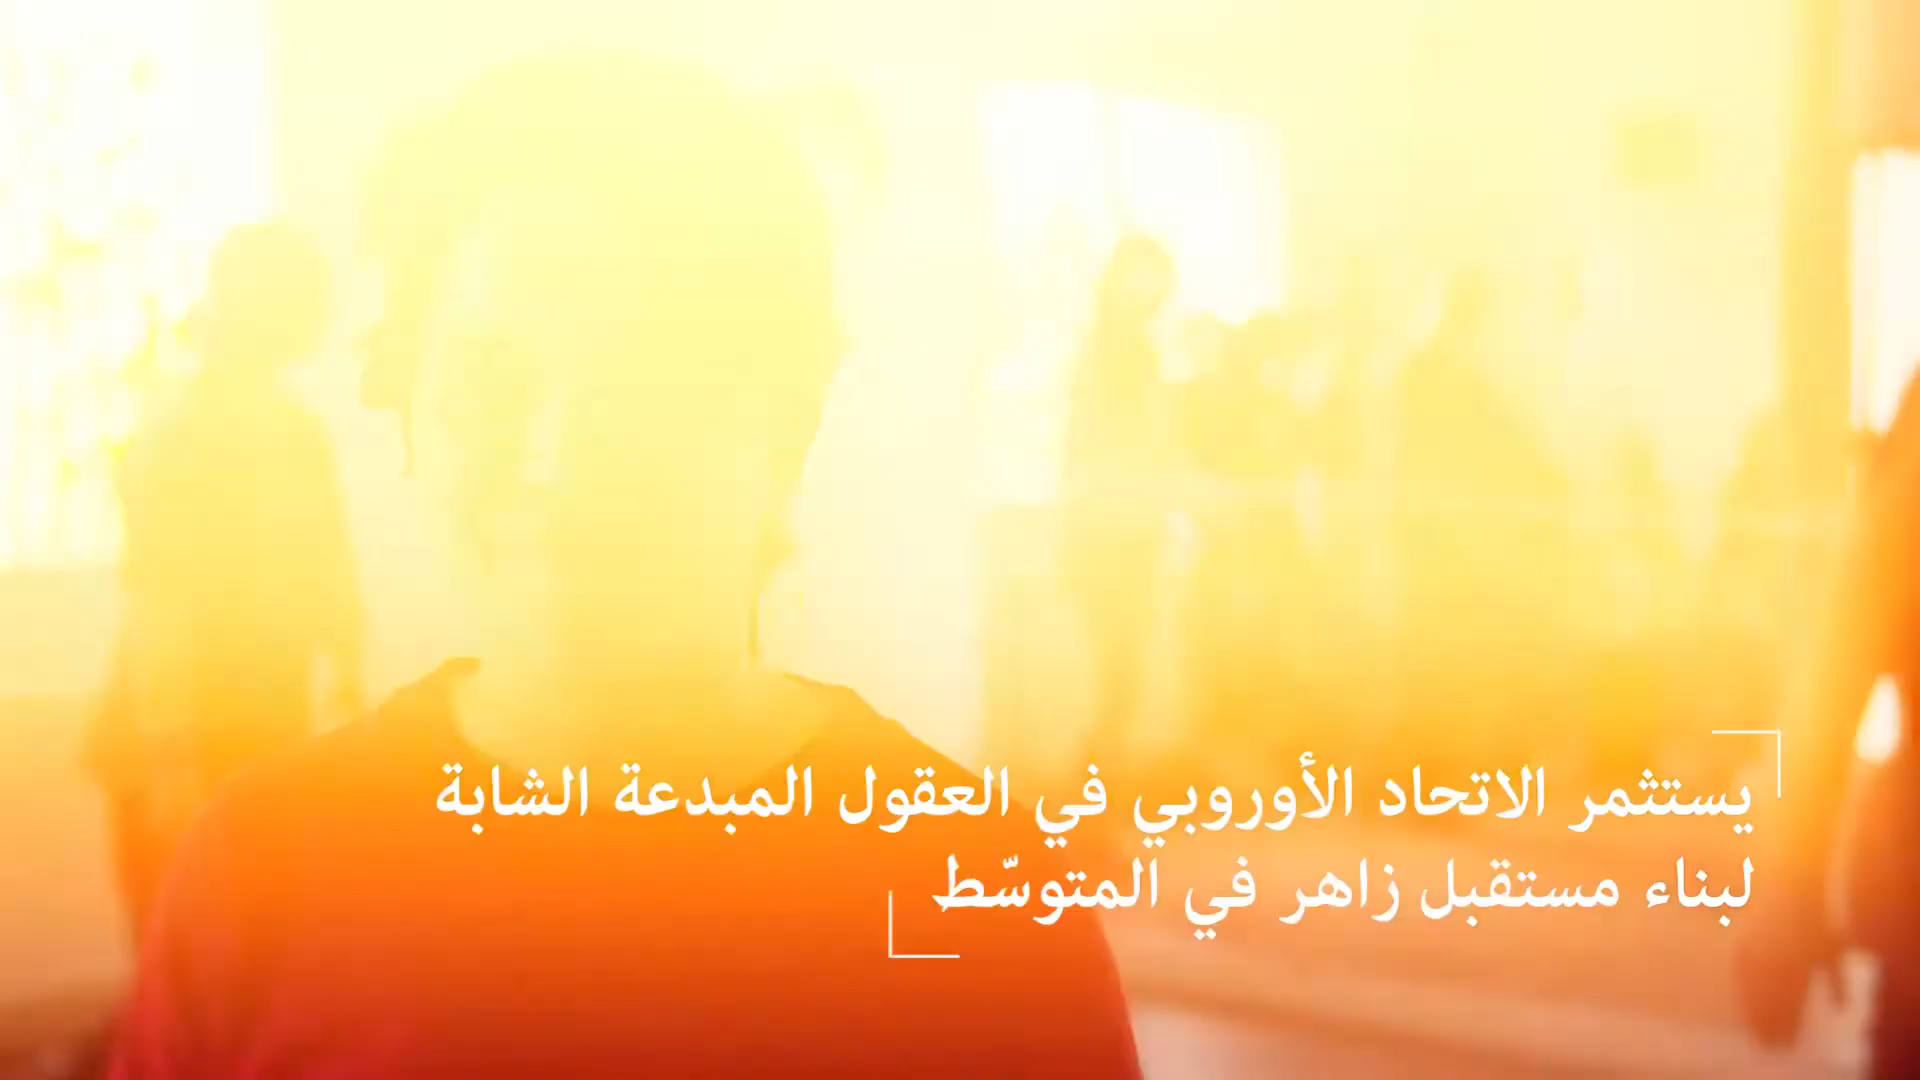 يستثمر الاتحاد الأوروبي في العقول المبدعة الشابة
لبناء مستقبل زاهر في المتوسّط